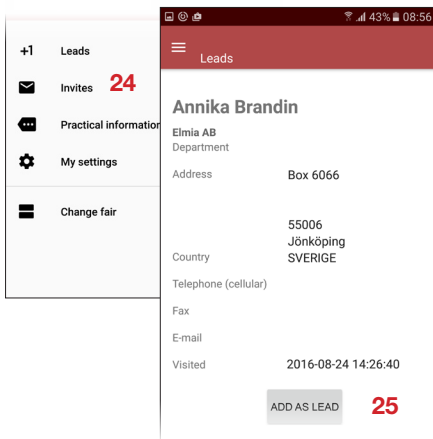 +1 Leads
Invites 24
Practical information
My settings
Change fair
43% 08:56
Leads
Annika Brandin
Elmia AB
Department
Address Box 6066
55006
Jönköping
Country SVERIGE
Telephone (cellular)
Fax
E-mail
Visited 2016-08-24 14:26:40
ADD AS LEAD 25